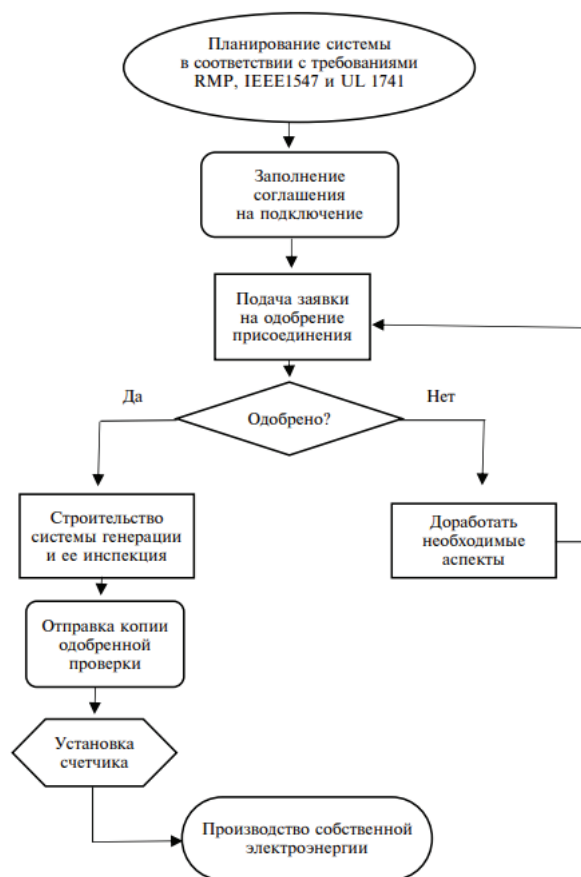 Планирование системы
в соответствии с требованиями
RMP, IEEE1547 и UL 1741
Заполнение
соглашения
на подключение
Подача заявки
на одобрение
присоединения
Да
Одобрено?
Нет
Строительство
системы генерации
и ее инспекция
Доработать
необходимые
аспекты
Отправка копии
одобренной
проверки
Установка
счетчика
Производство собственной
электроэнергии